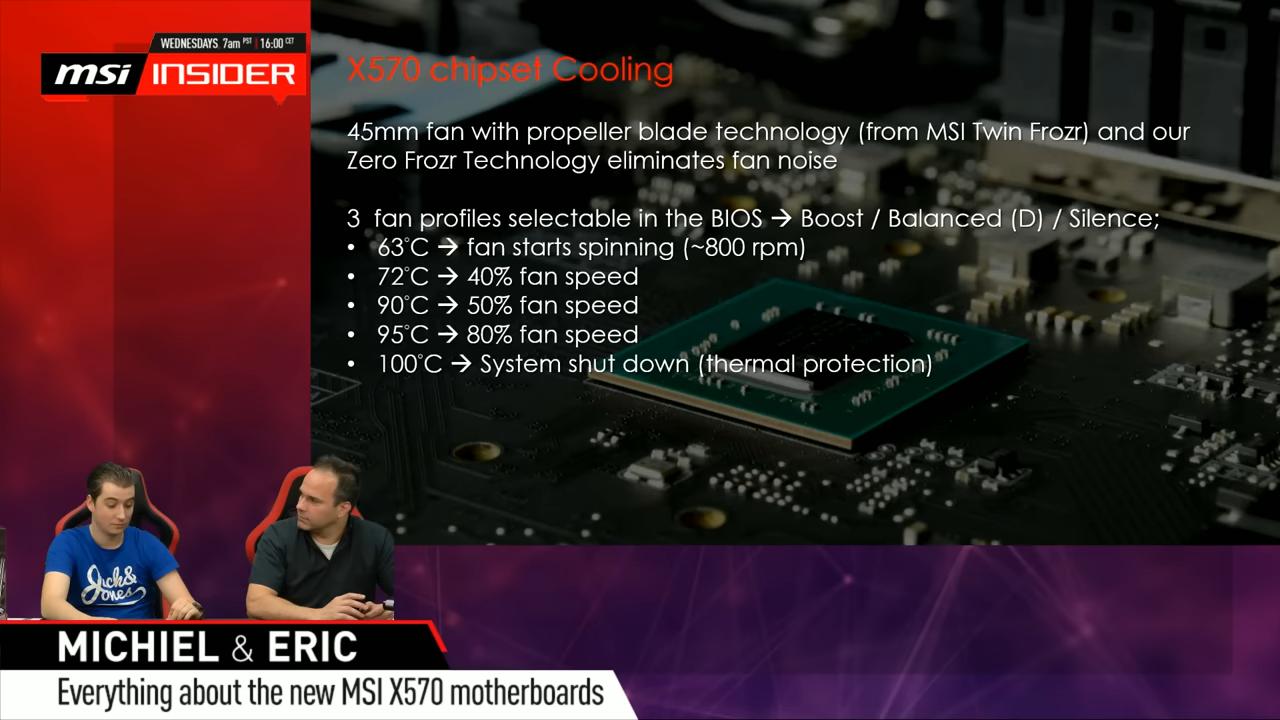 WEDNESDAYS 7am PST | 16:00 CET
msi INSIDER
X570 chipset Cooling
45mm fan with propeller blade technology (from MSI Twin Frozr) and our
Zero Frozr Technology eliminates fan noise
3 fan profiles selectable in the BIOS → Boost / Balanced (D) / Silence;
• 63°C → fan starts spinning (~800 rpm)
• 72°C → 40% fan speed
• 90°C → 50% fan speed
• 95°C → 80% fan speed
• 100°C → System shut down (thermal protection)
Jack&
Jones
MICHIEL & ERIC
Everything about the new MSI X570 motherboards